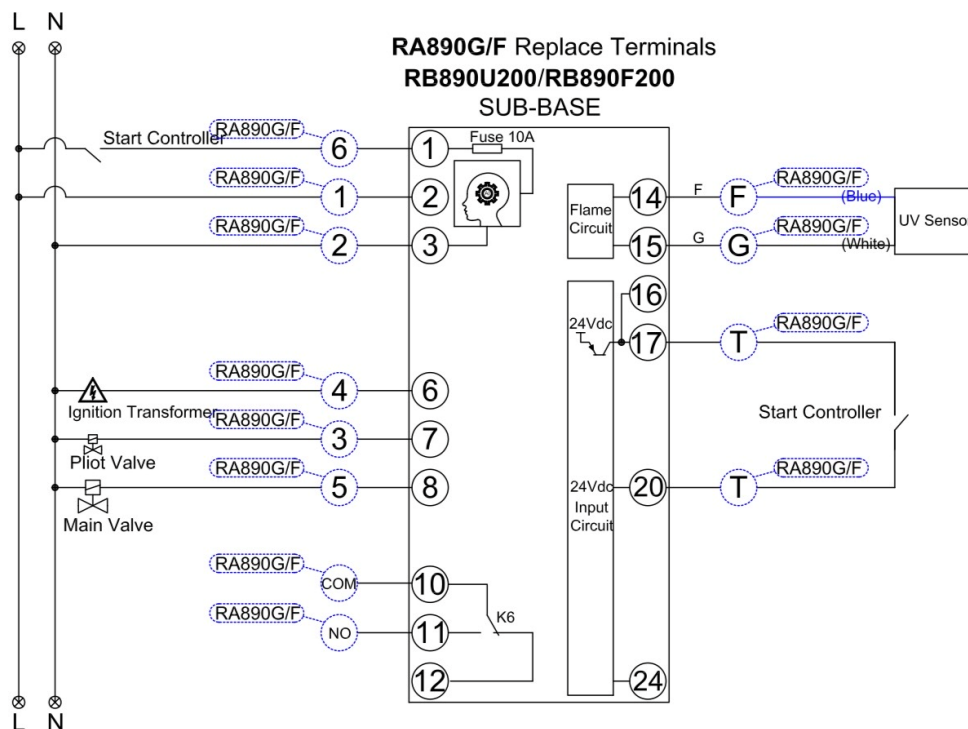 L N
RA890G/F Replace Terminals
RB890U200/RB890F200
SUB-BASE
Start Controller
RA890G/F
6
1
Fuse 10A
RA890G/F
1
2
RA890G/F
2
3
Flame
Circuit
14
F
F
RA890G/F
(Blue)
15
G
G
RA890G/F
(White)
UV Sensor
16
24Vdc
17
T
RA890G/F
Start Controller
RA890G/F
4
6
Ignition Transformer
RA890G/F
3
7
Pliot Valve
RA890G/F
5
8
Main Valve
24Vdc
Input
Circuit
20
T
RA890G/F
RA890G/F
COM
10
K6
RA890G/F
NO
11
12
24
L N